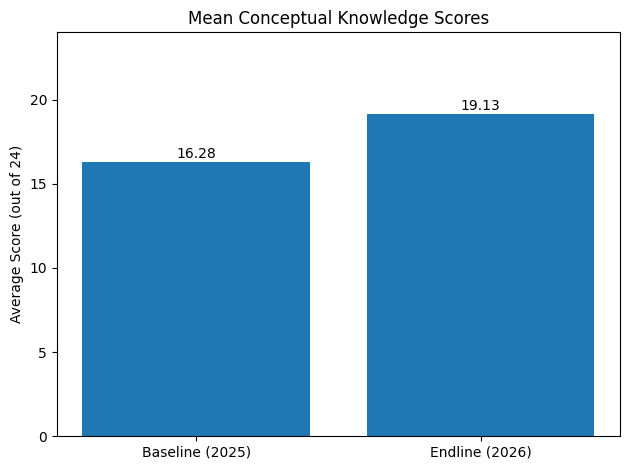 Mean Conceptual Knowledge Scores
Average Score (out of 24)
20
15
10
5
0
16.28
19.13
Baseline (2025)
Endline (2026)